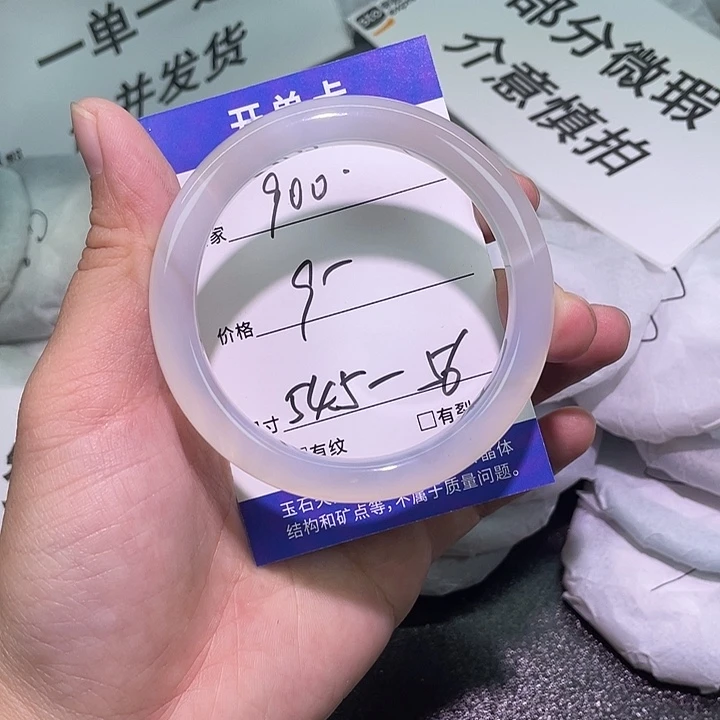 一单一
并发货
部分微瑕
介意慎拍
开单卡
家 900.
价格 9-
寸 545-56
有纹 □有裂
晶体
玉石
结构和矿点等，不属于质量问题。